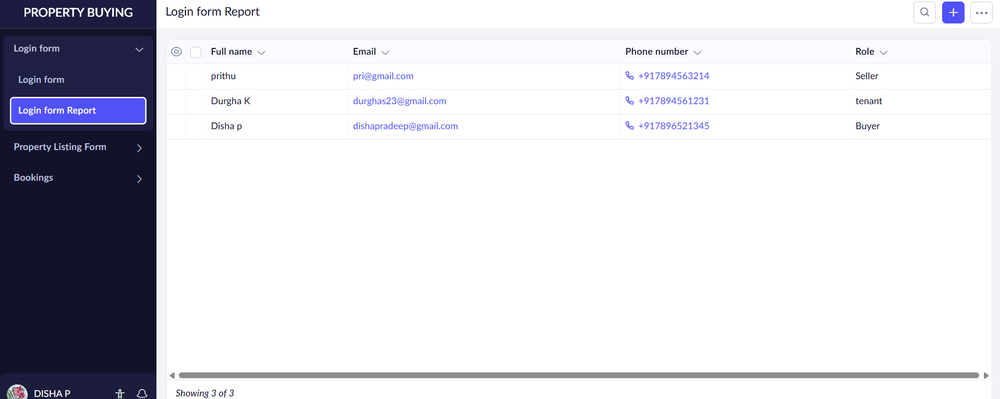 PROPERTY BUYING
Login form
Login form
Login form Report
Property Listing Form
Bookings
DISHA P
Login form Report
Full name Email Phone number Role
prithu pri@gmail.com +917894563214 Seller
Durgha K durghas23@gmail.com +917894561231 tenant
Disha p dishapradeep@gmail.com +917896521345 Buyer
Showing 3 of 3